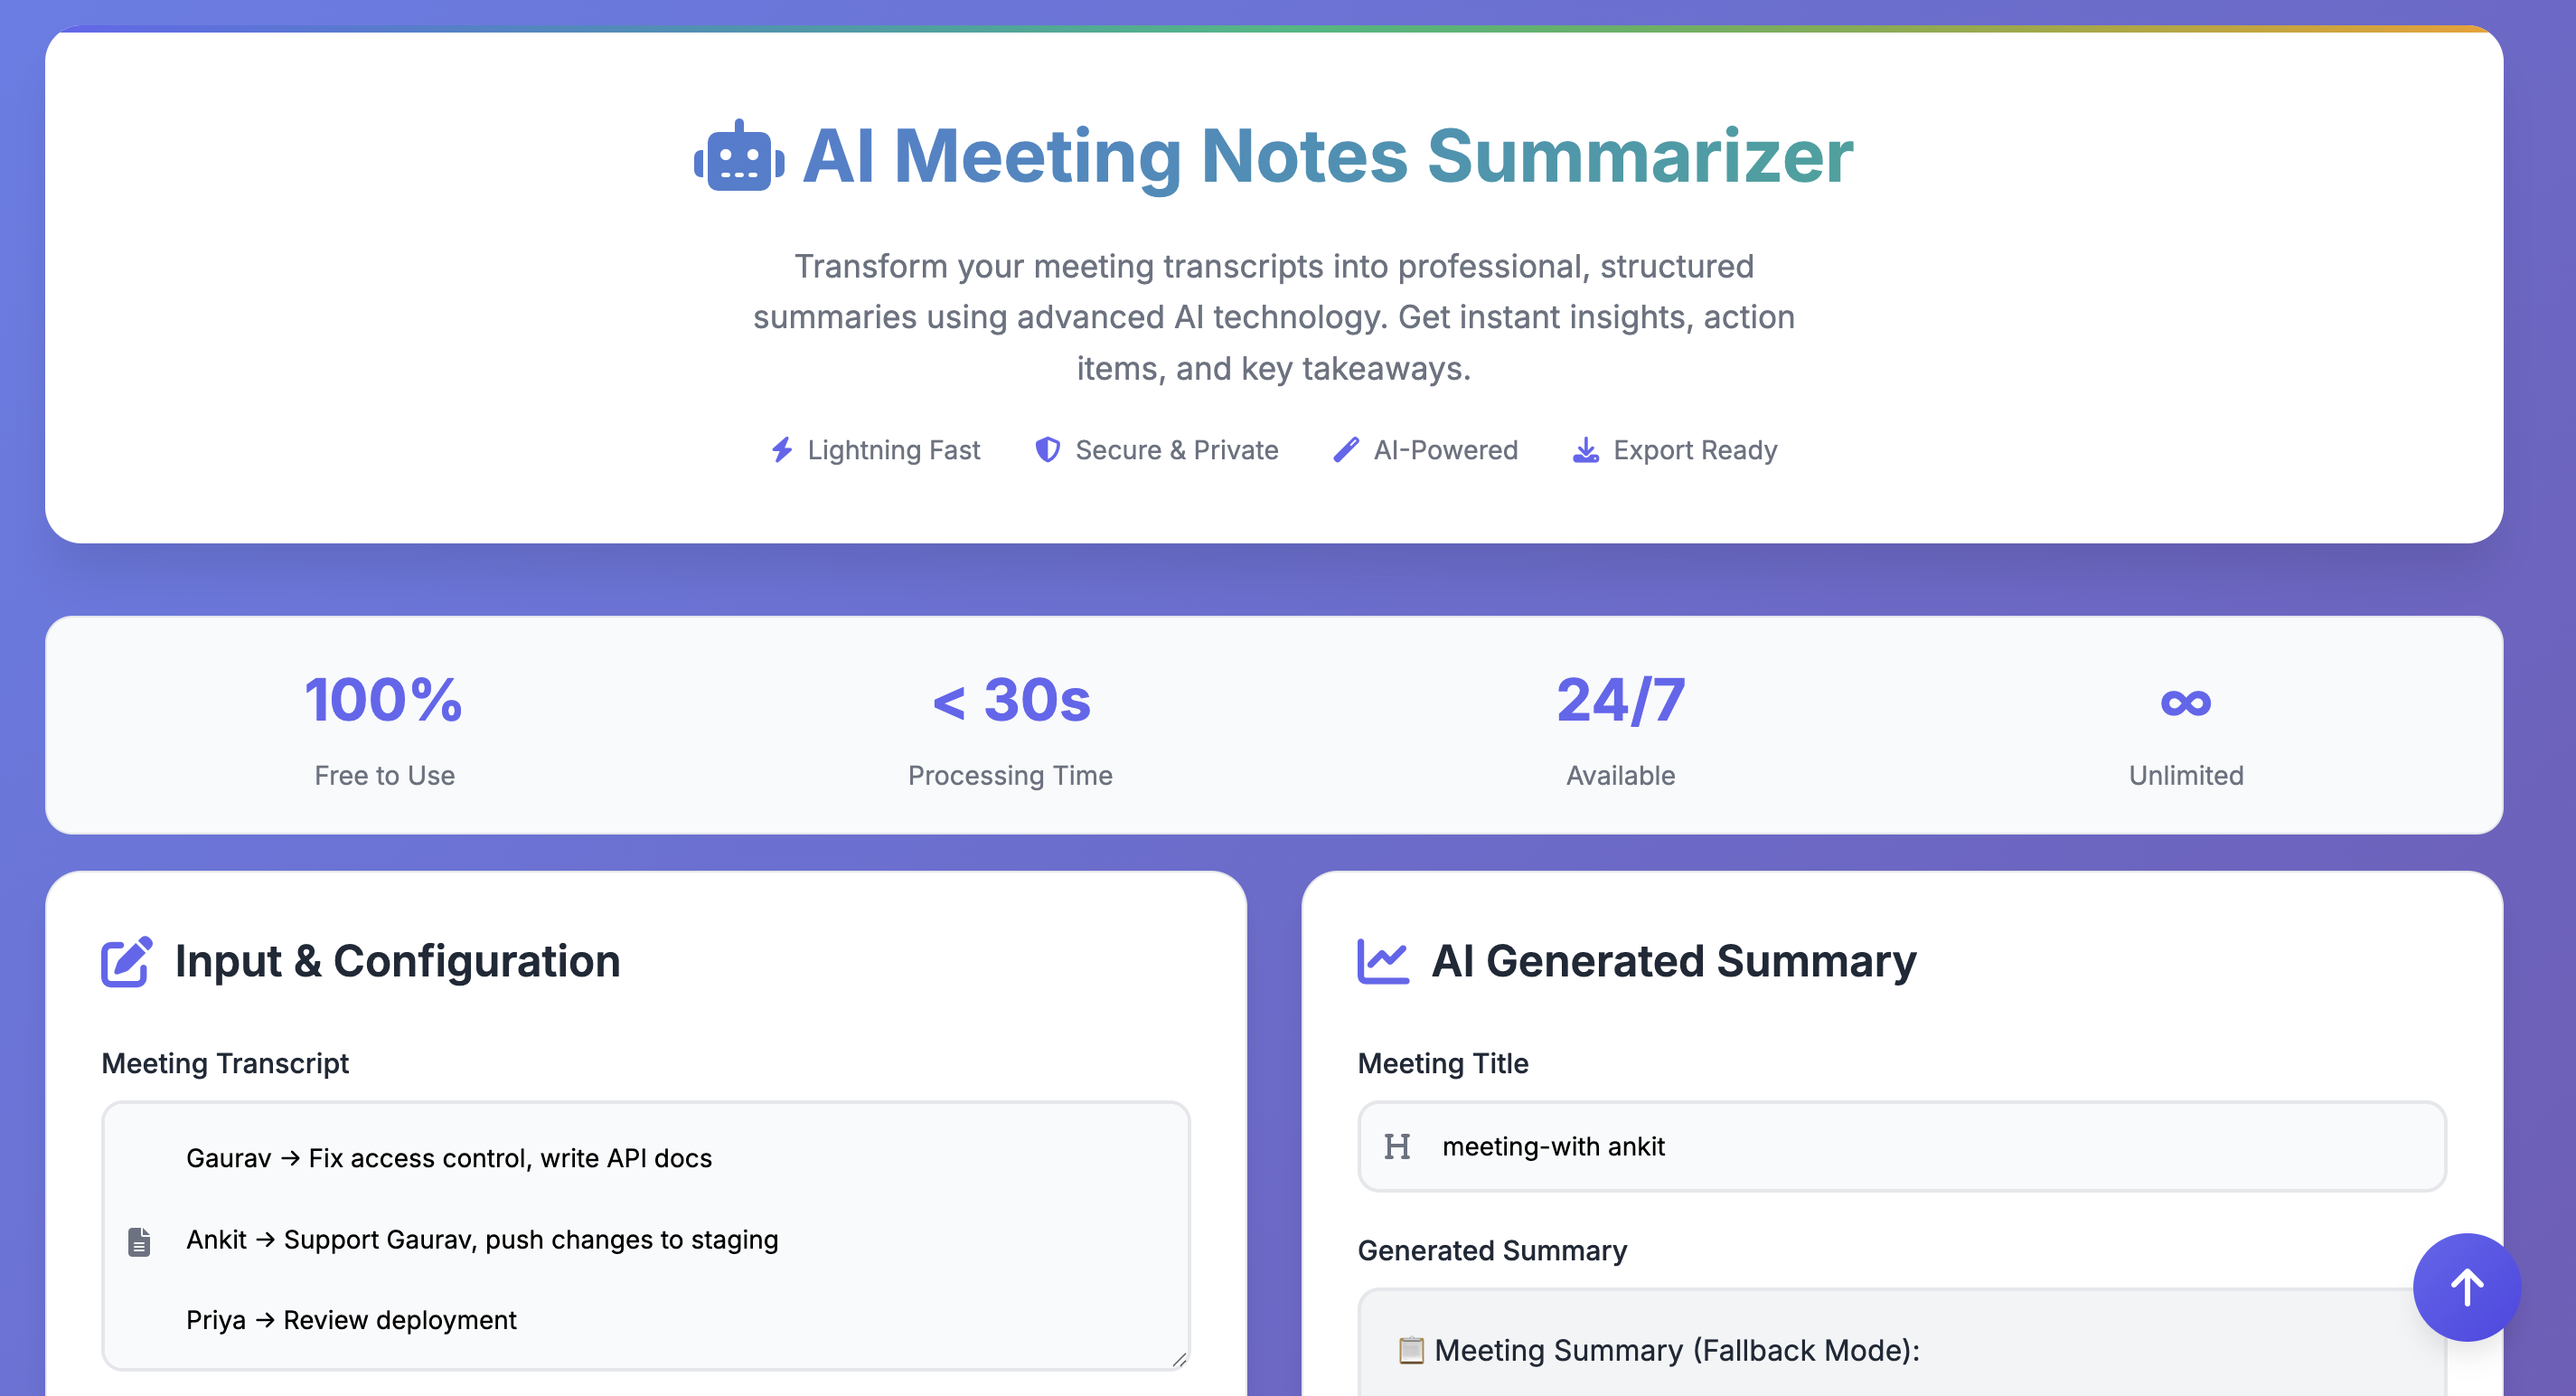 AI Meeting Notes Summarizer
Transform your meeting transcripts into professional, structured
summaries using advanced AI technology. Get instant insights, action
items, and key takeaways.
Lightning Fast
Secure & Private
AI-Powered
Export Ready
100%
Free to Use
< 30s
Processing Time
24/7
Available
∞
Unlimited
Input & Configuration
Meeting Transcript
Gaurav → Fix access control, write API docs
Ankit → Support Gaurav, push changes to staging
Priya → Review deployment
AI Generated Summary
Meeting Title
meeting-with ankit
Generated Summary
📋 Meeting Summary (Fallback Mode):